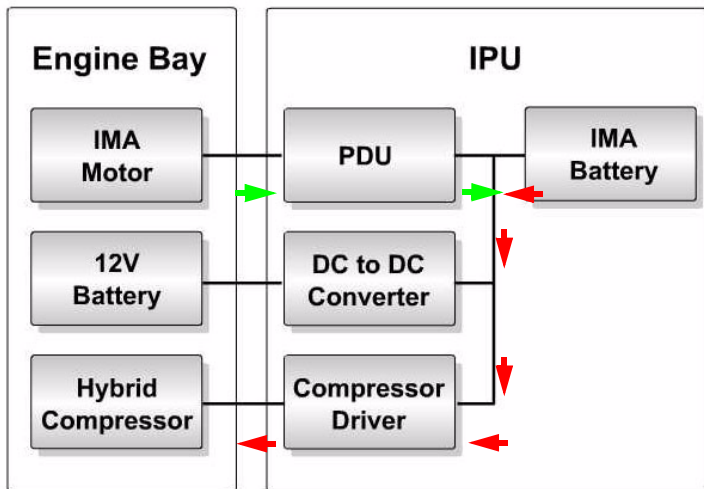 Engine Bay
IPU
IMA
Motor
PDU
IMA
Battery
12V
Battery
DC to DC
Converter
Hybrid
Compressor
Compressor
Driver